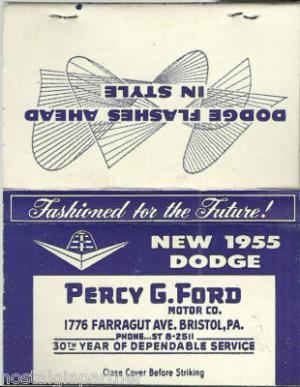 DODGE FLASHES AHEAD
IN STYLE
Fashioned for the Future!
NEW 1955
DODGE
PERCY G. FORD
MOTOR CO.
1776 FARRAGUT AVE. BRISTOL, PA.
PHONE...ST 8-2511
30TH YEAR OF DEPENDABLE SERVICE
Close Cover Before Striking